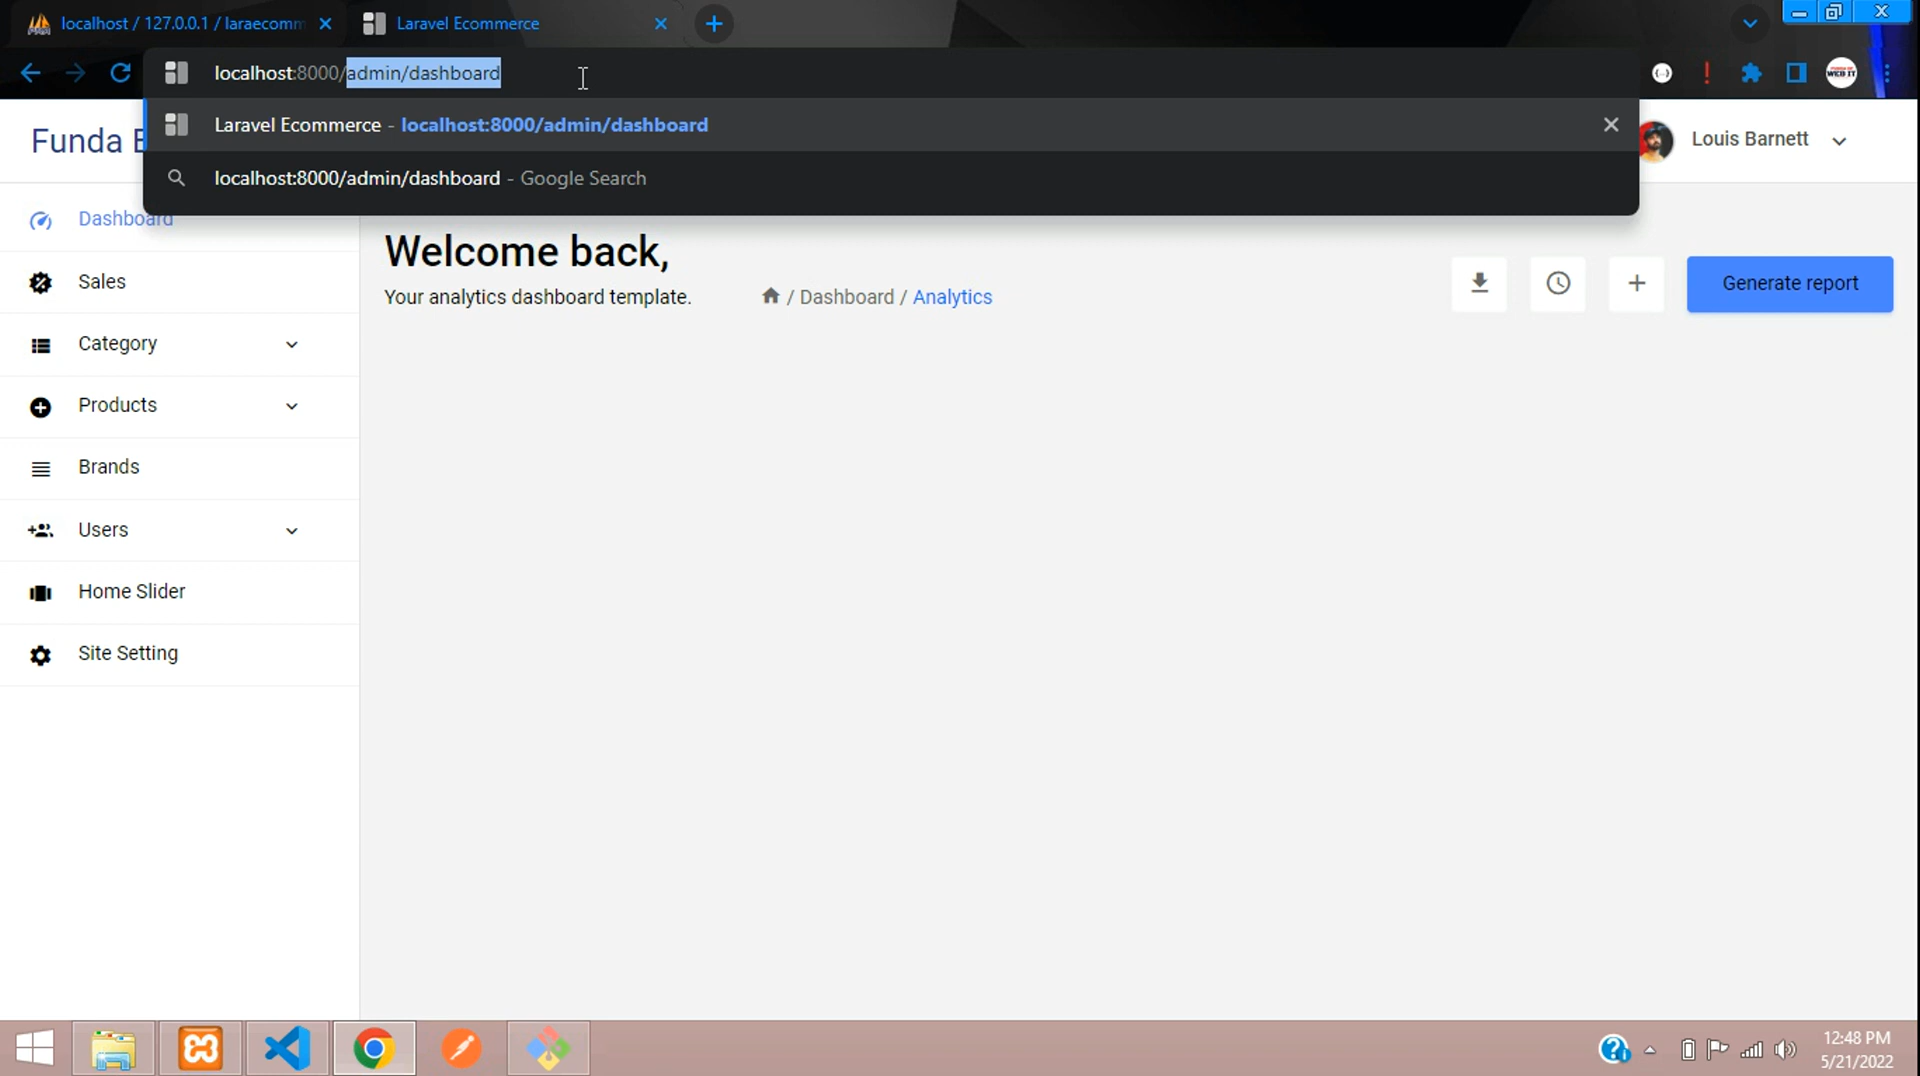 localhost / 127.0.0.1 / laraecomm
Laravel Ecommerce
localhost:8000/admin/dashboard
Laravel Ecommerce - localhost:8000/admin/dashboard
localhost:8000/admin/dashboard - Google Search
WEB IT
Funda E
Louis Barnett
Dashboard
Sales
Category
Products
Brands
Users
Home Slider
Site Setting
Welcome back,
Your analytics dashboard template.
/ Dashboard / Analytics
Generate report
12:48 PM
5/21/2022